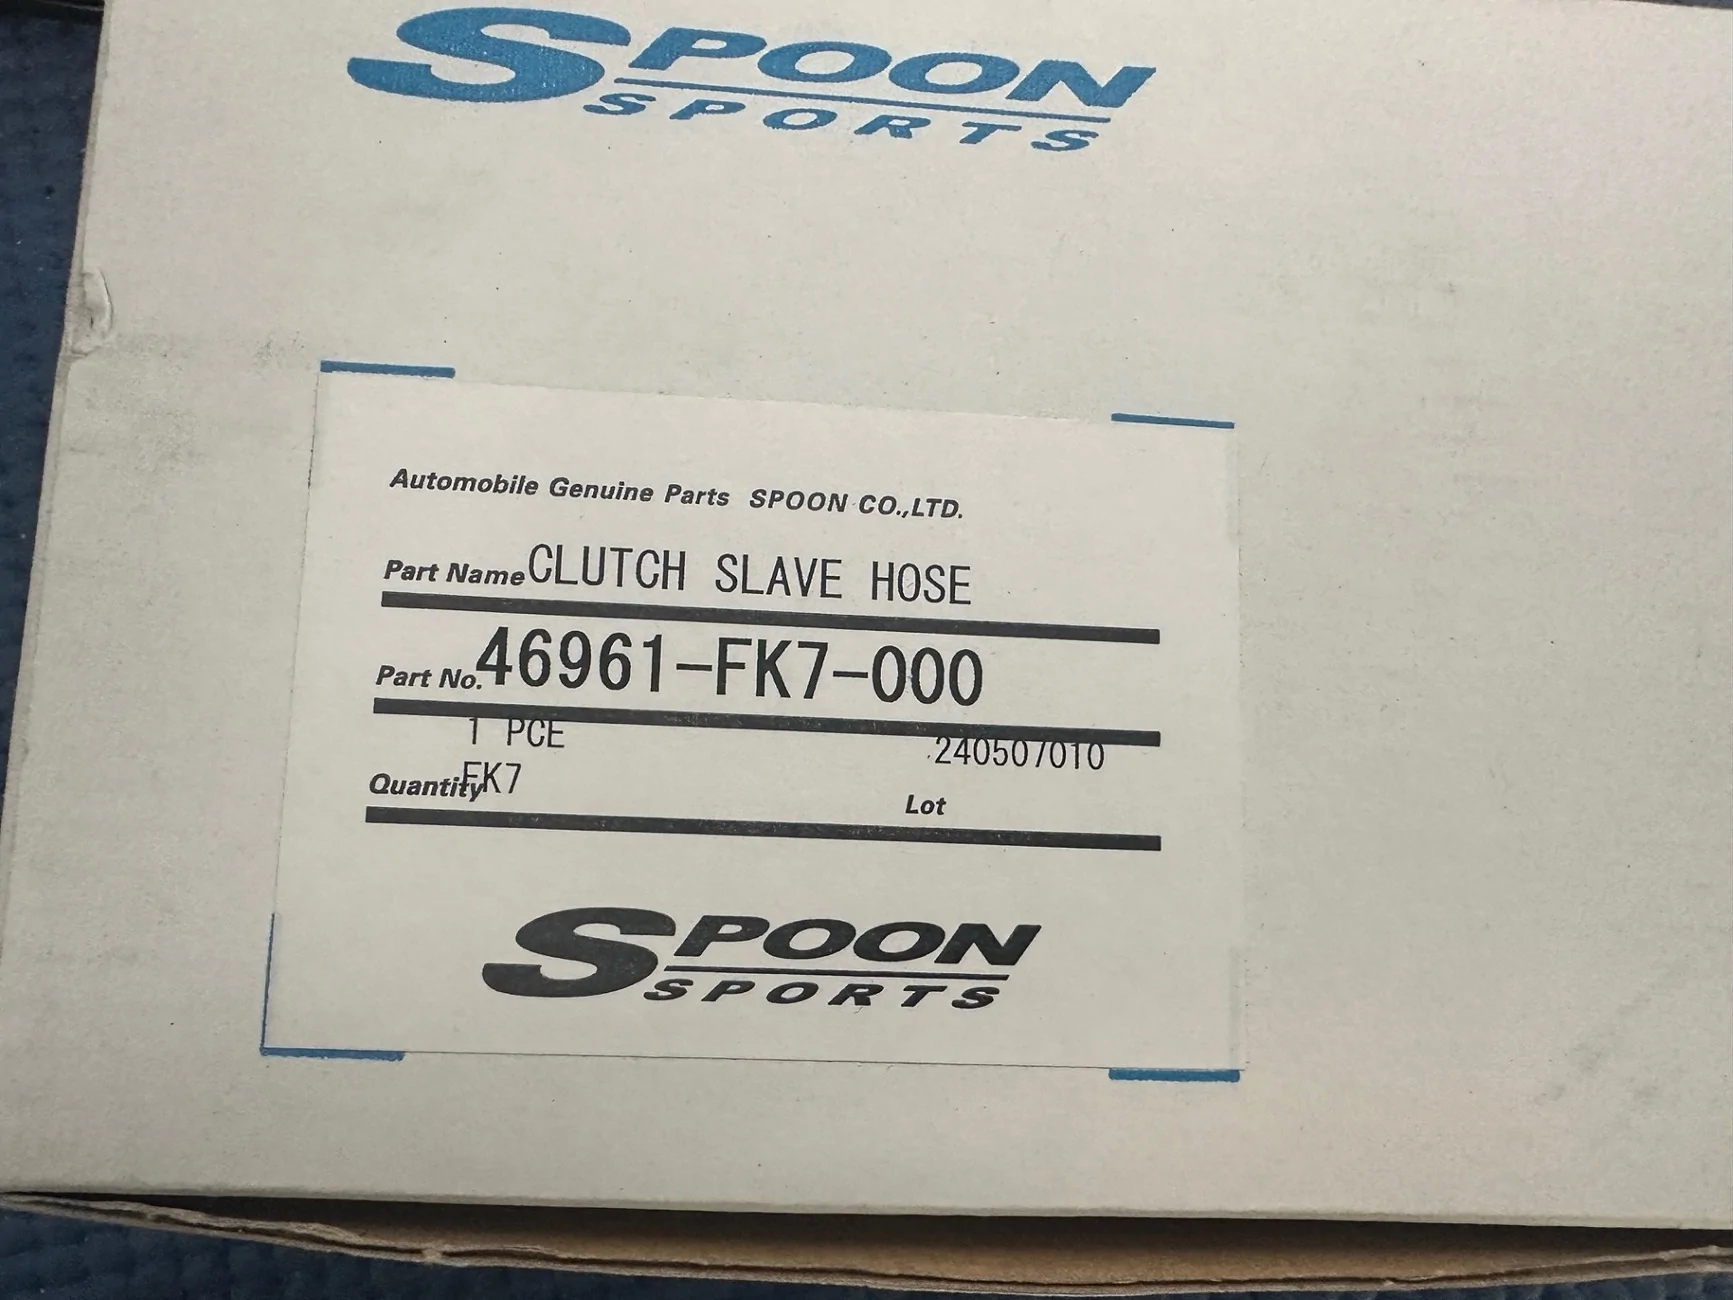 SPOON
SPORTS
Automobile Genuine Parts SPOON CO.,LTD.
Part Name CLUTCH SLAVE HOSE
Part No. 46961-FK7-000
1 PCE 240507010
Quantity FK7 Lot
SPOON
SPORTS